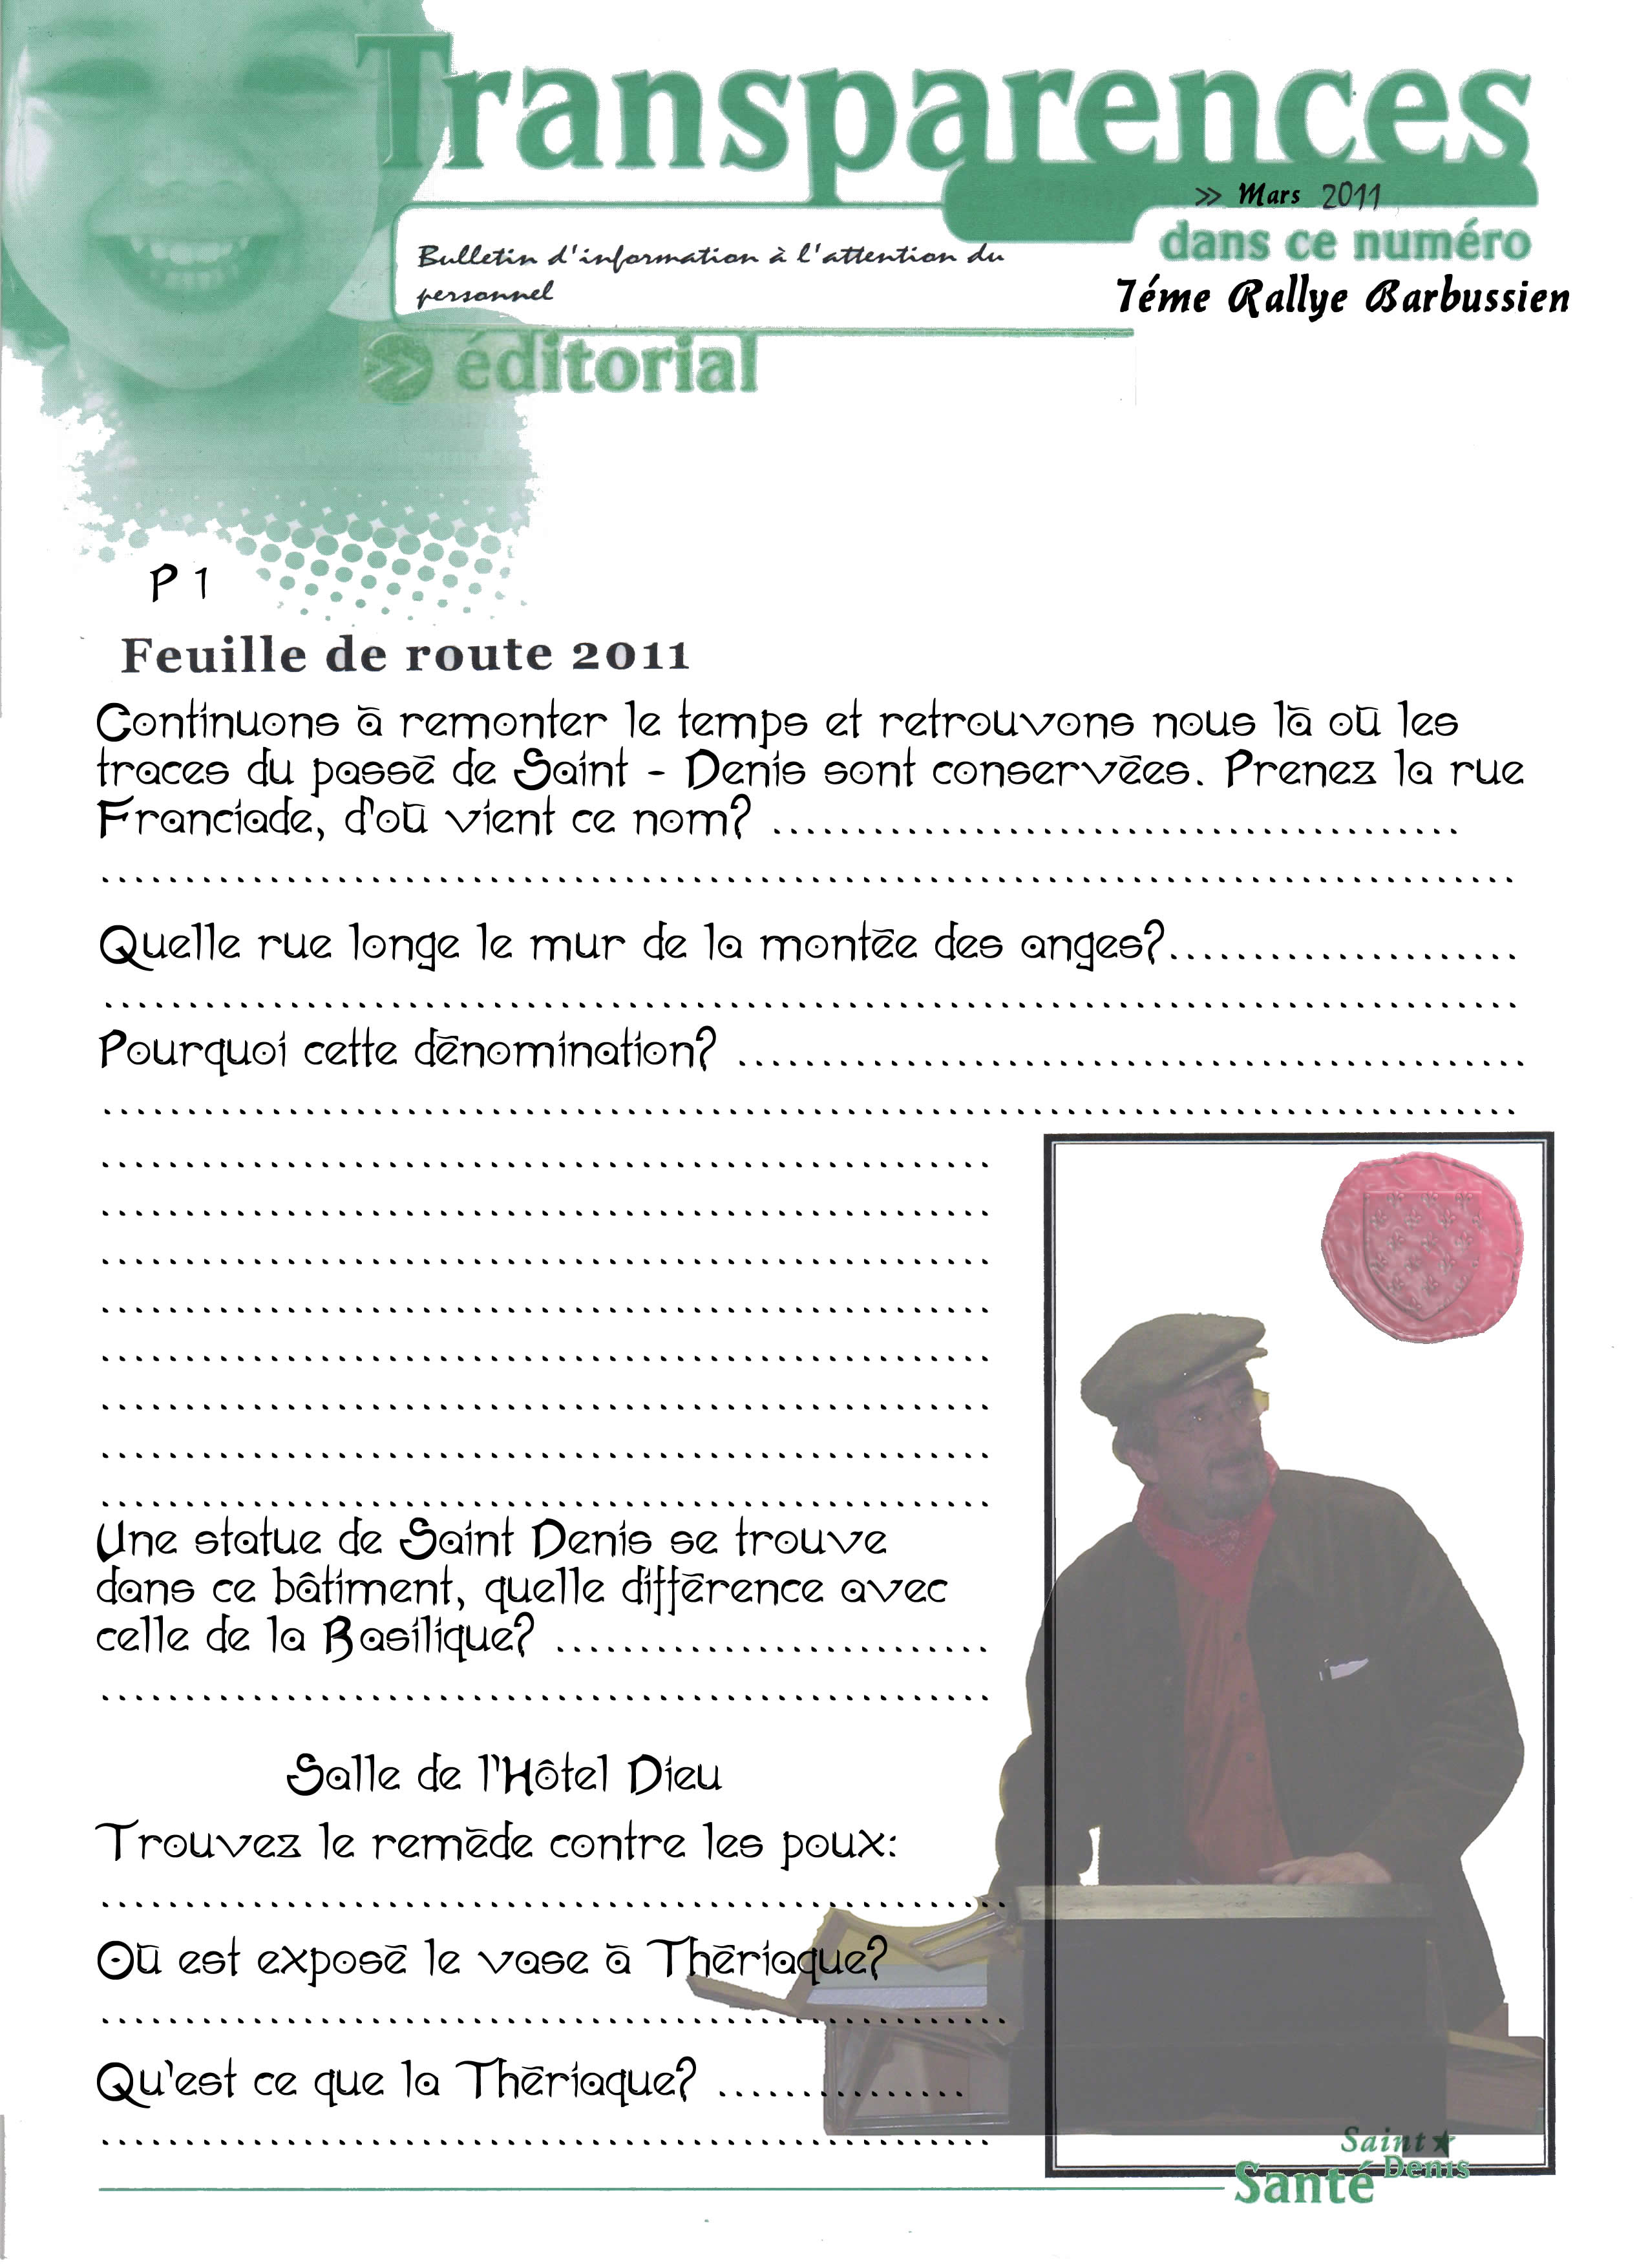 Transparences
» Mars 2011
dans ce numéro
7éme Rallye Barbussien
Bulletin d'information à l'attention du
personnel
» éditorial
P 1
Feuille de route 2011
Continuons à remonter le temps et retrouvons nous là où les
traces du passé de Saint - Denis sont conservées. Prenez la rue
Franciade, d'où vient ce nom? ........................................
....................................................................................
Quelle rue longe le mur de la montée des anges?.....................
....................................................................................
Pourquoi cette dénomination? ...............................................
....................................................................................
.....................................................
.....................................................
.....................................................
.....................................................
.....................................................
.....................................................
.....................................................
.....................................................
Une statue de Saint Denis se trouve
dans ce bâtiment, quelle différence avec
celle de la Basilique? ..........................
.....................................................
Salle de l'Hôtel Dieu
Trouvez le remède contre les poux:
......................................................
Où est exposé le vase à Thériaque?
......................................................
Qu'est ce que la Thériaque? ...............
.....................................................
Saint
Denis
Santé